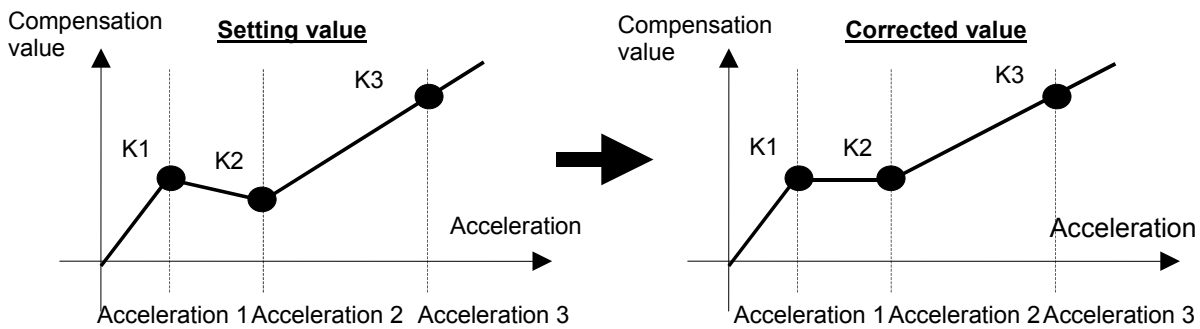 Compensation
value
Setting value
K1
K2
K3
Acceleration
Acceleration 1
Acceleration 2
Acceleration 3
Compensation
value
Corrected value
K1
K2
K3
Acceleration
Acceleration 1
Acceleration 2
Acceleration 3